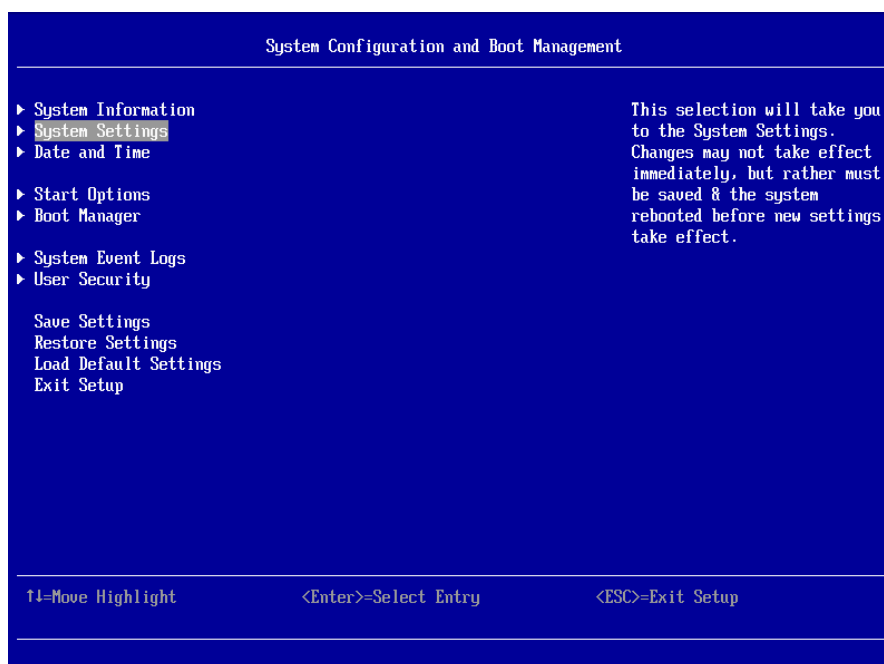 System Configuration and Boot Management
System Information
System Settings
Date and Time
Start Options
Boot Manager
System Event Logs
User Security
Save Settings
Restore Settings
Load Default Settings
Exit Setup
This selection will take you
to the System Settings.
Changes may not take effect
immediately, but rather must
be saved & the system
rebooted before new settings
take effect.
↑↓=Move Highlight <Enter>=Select Entry <ESC>=Exit Setup